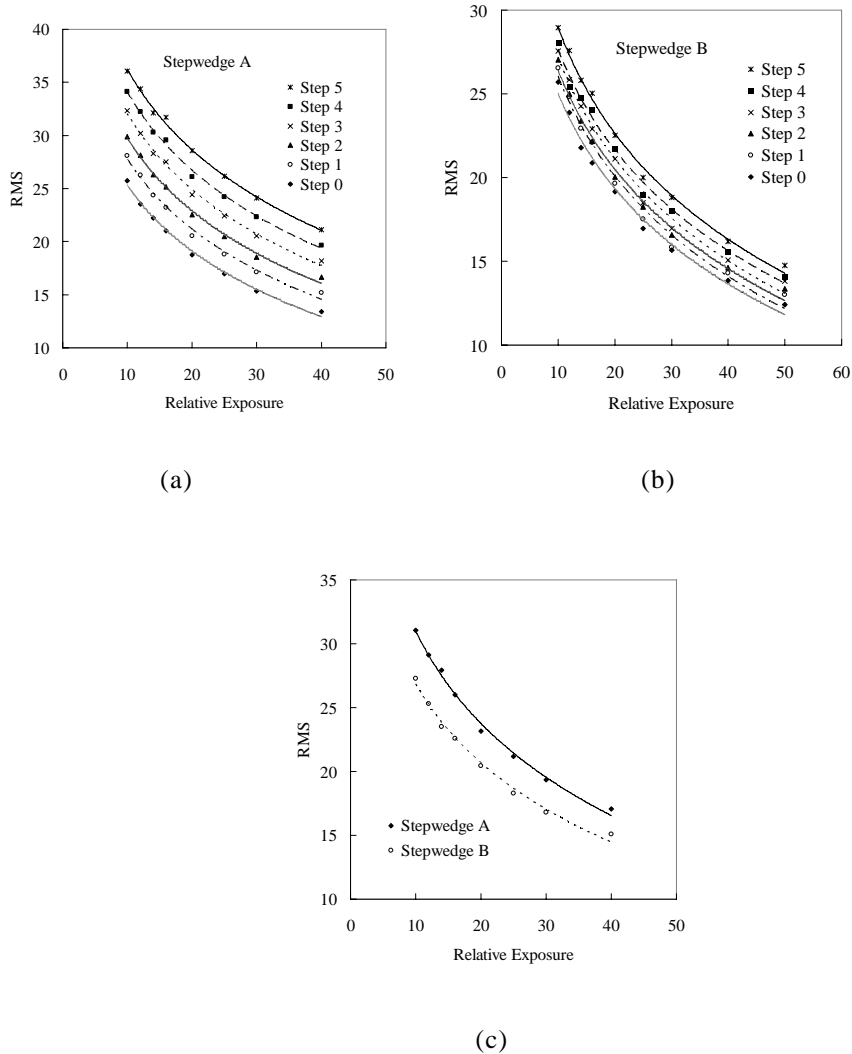 Stepwedge A
Step 5
Step 4
Step 3
Step 2
Step 1
Step 0
RMS
40
35
30
25
20
15
10
0 10 20 30 40 50
Relative Exposure
(a)
Stepwedge B
Step 5
Step 4
Step 3
Step 2
Step 1
Step 0
RMS
30
25
20
15
10
0 10 20 30 40 50 60
Relative Exposure
(b)
RMS
35
30
25
20
15
10
Stepwedge A
Stepwedge B
0 10 20 30 40 50
Relative Exposure
(c)